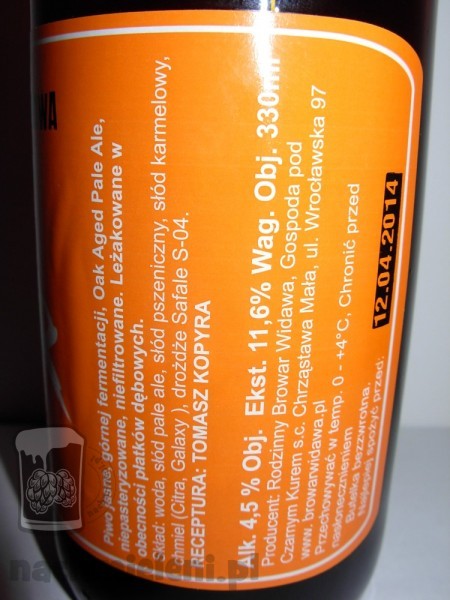 WA
Piwo jasne, górnej fermentacji, Oak Aged Pale Ale,
niepasteryzowane, niefiltrowane. Leżakowane w
obecności płatków dębowych.
Skład: woda, słód pale ale, słód pszeniczny, słód karmelowy,
chmiel (Citra, Galaxy ), drożdże Safale S-04.
RECEPTURA: TOMASZ KOPYRA
Alk. 4,5 % Obj. Ekst. 11,6% Wag. Obj. 330ml
Producent: Rodzinny Browar Widawa, Gospoda pod
Czarnym Kurem s.c, Chrząstawa Mała, ul. Wrocławska 97
www. browarwidawa.pl
Przechowywać w temp. 0 - +4°C, Chronić przed
nasłonecznieniem
Butelka bezzwrotna.
Najlepiej spożyć przed:
12.04.2014